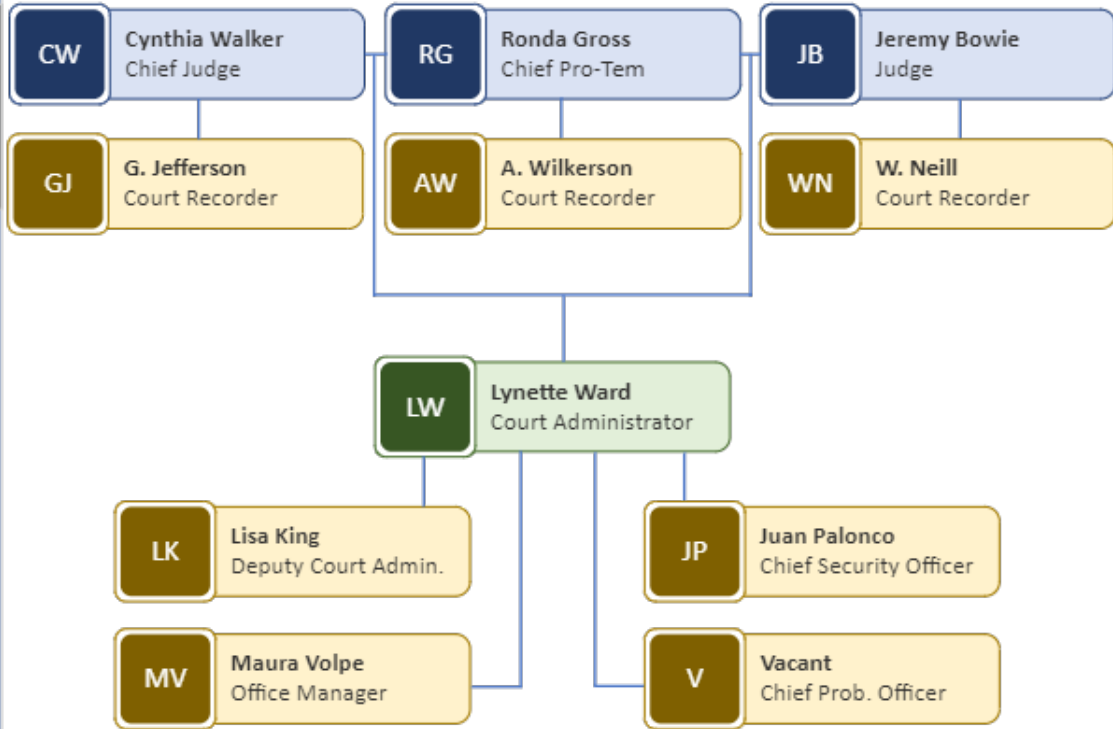 CW
Cynthia Walker
Chief Judge
RG
Ronda Gross
Chief Pro-Tem
JB
Jeremy Bowie
Judge
GJ
G. Jefferson
Court Recorder
AW
A. Wilkerson
Court Recorder
WN
W. Neill
Court Recorder
LW
Lynette Ward
Court Administrator
LK
Lisa King
Deputy Court Admin.
JP
Juan Palonco
Chief Security Officer
MV
Maura Volpe
Office Manager
V
Vacant
Chief Prob. Officer